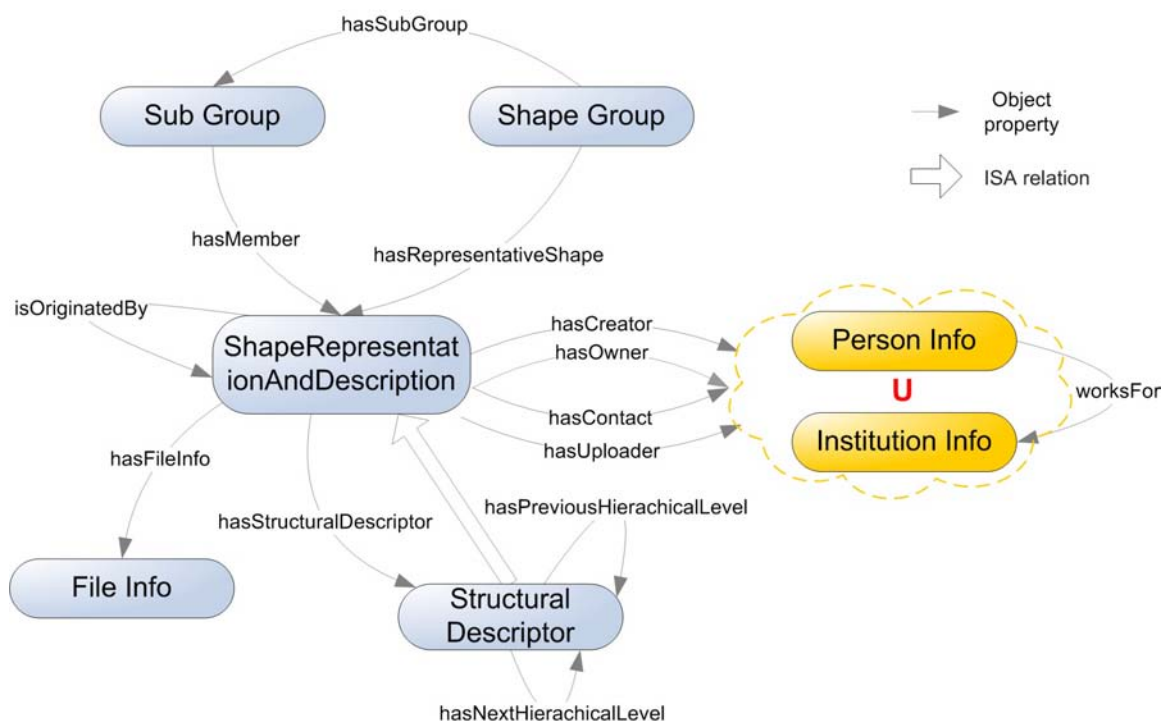 hasSubGroup
Sub Group
Shape Group
Object
property
ISA relation
hasMember
hasRepresentativeShape
isOriginatedBy
ShapeRepresentat
ionAndDescription
hasCreator
hasOwner
hasContact
hasUploader
Person Info
U
Institution Info
worksFor
hasFileInfo
hasStructuralDescriptor
hasPreviousHierachicalLevel
File Info
Structural
Descriptor
hasNextHierachicalLevel